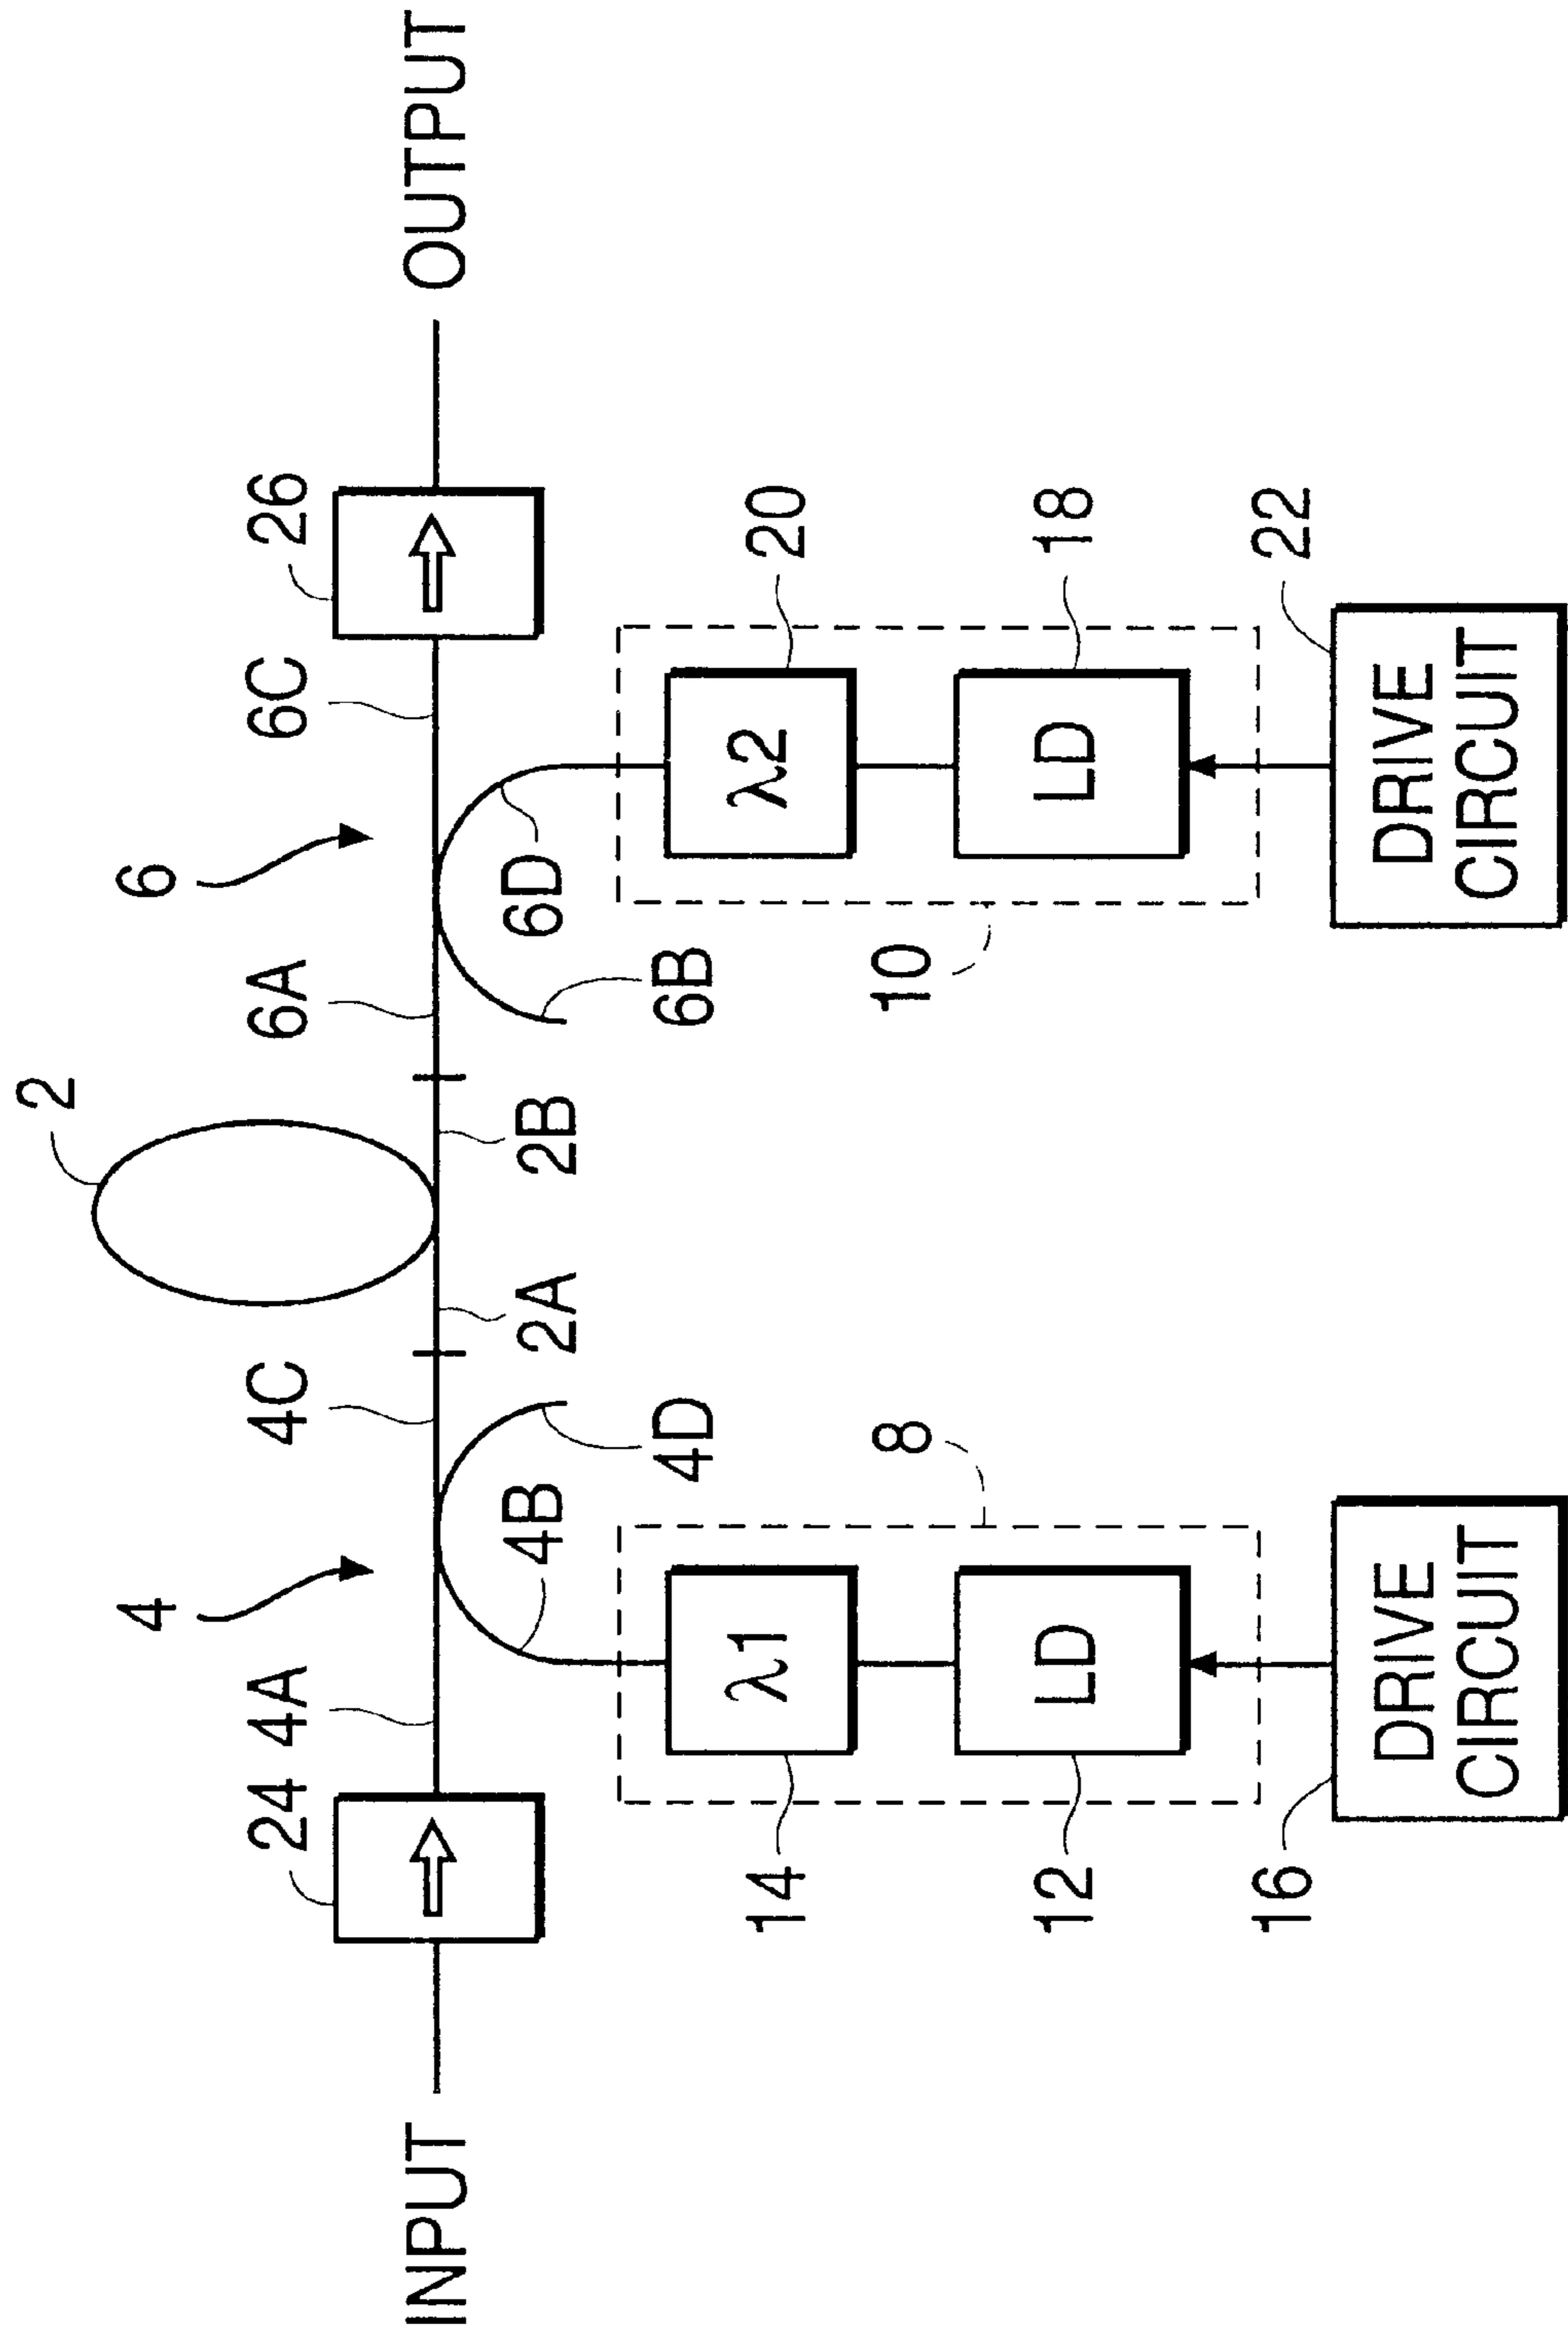 2
4
6
24
4A
4C
6A
6C
26
INPUT
OUTPUT
2A
2B
4B
4D
6B
6D
8
10
14
λ1
λ2
20
12
LD
LD
18
16
22
DRIVE
CIRCUIT
DRIVE
CIRCUIT